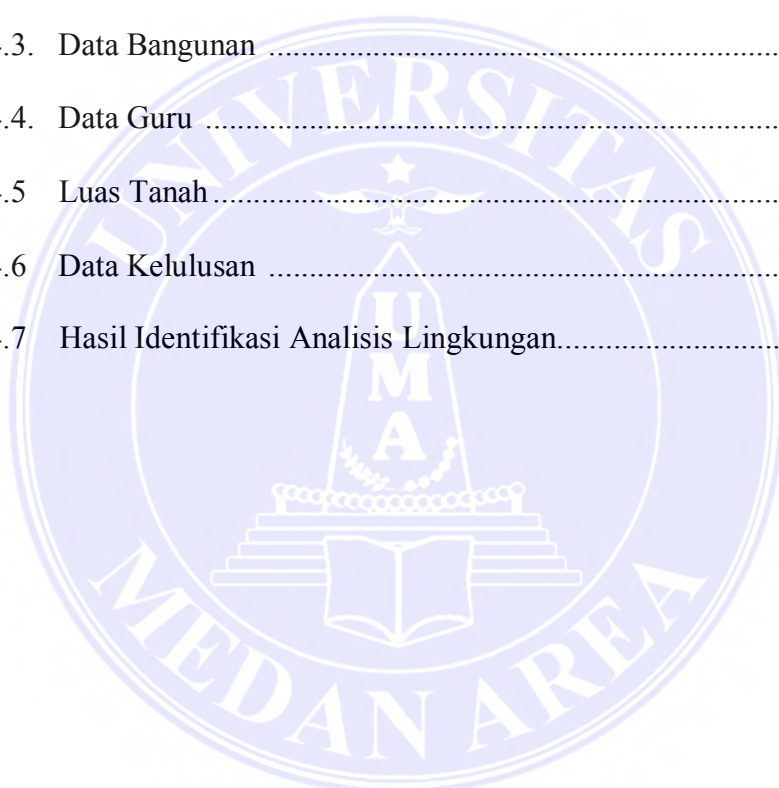 .3. Data Bangunan ........................................................................
.4. Data Guru ................................................................................
.5 Luas Tanah ...............................................................................
.6 Data Kelulusan ........................................................................
.7 Hasil Identifikasi Analisis Lingkungan..............................
UNIVERSITAS
U
M
A
MEDAN AREA